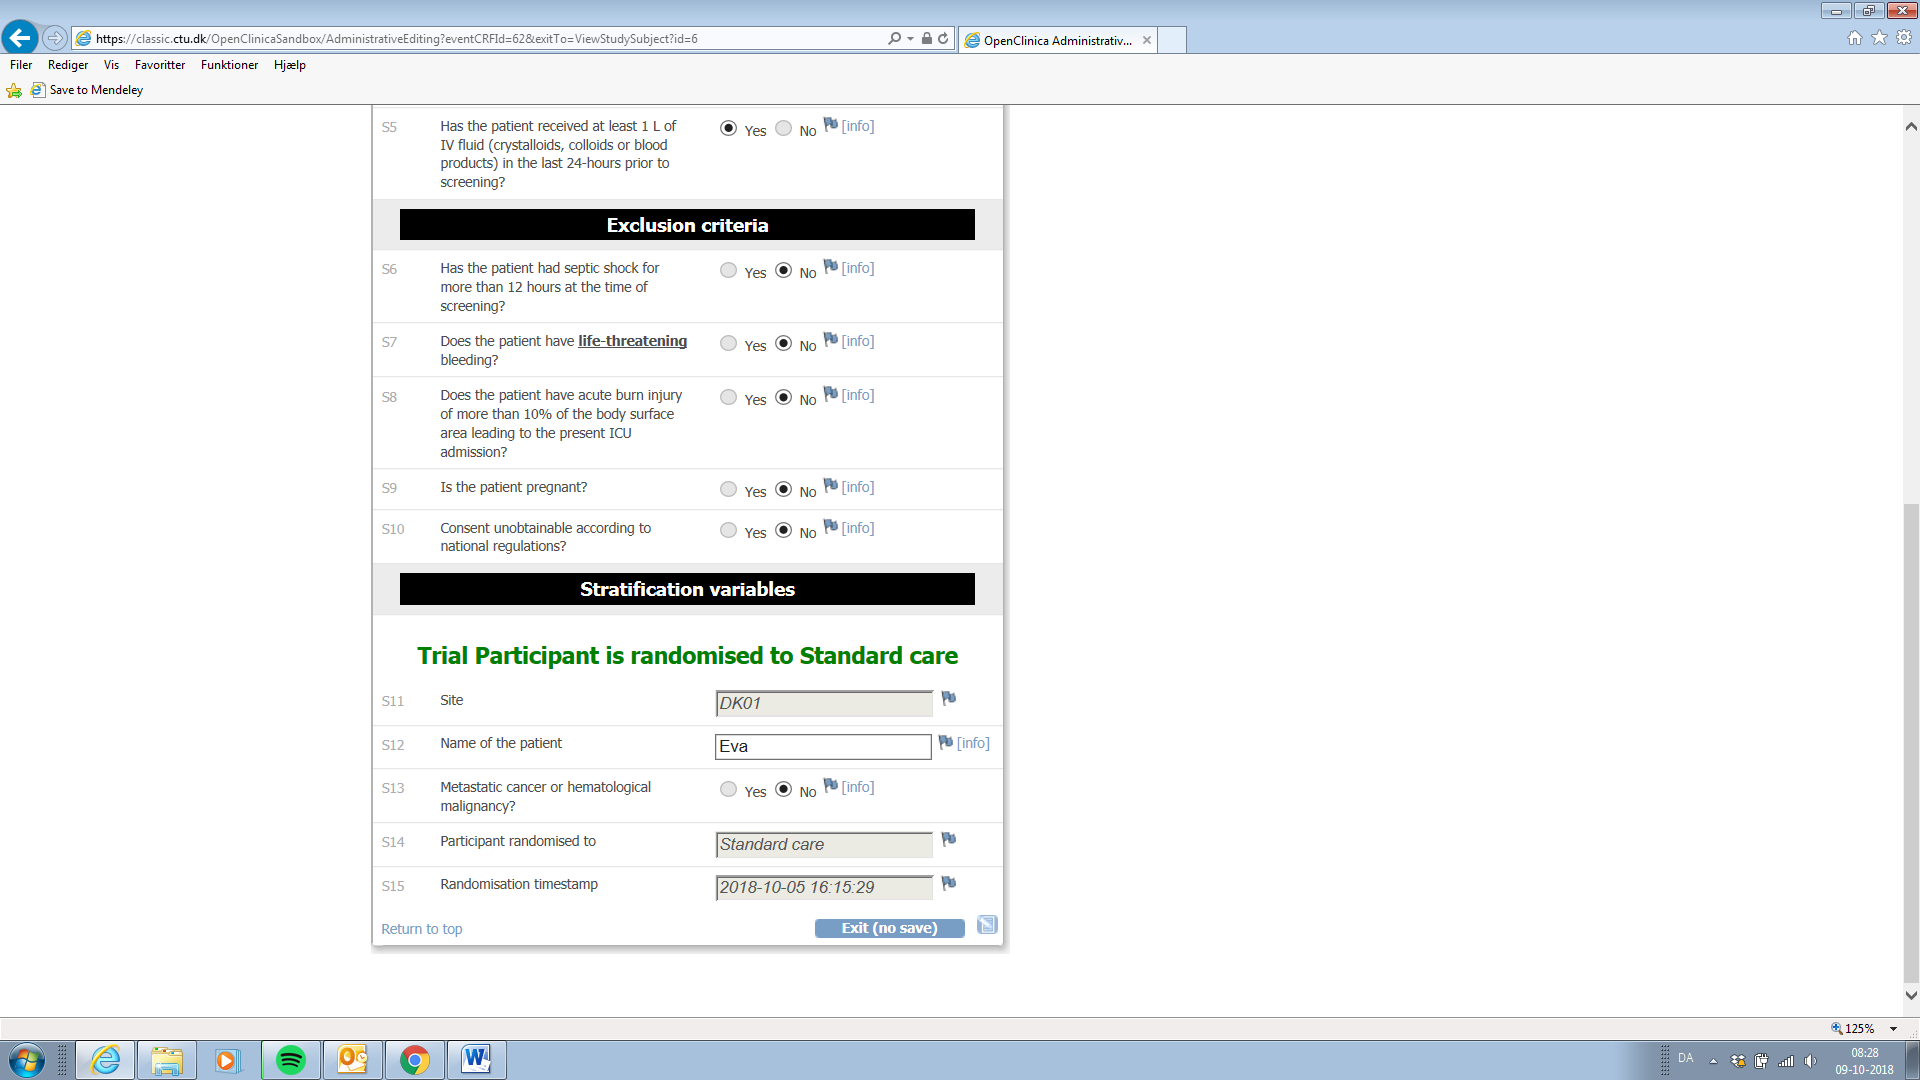 https://classic.ctu.dk/OpenClinicaSandbox/AdministrativeEditing?eventCRFId=62&exitTo=ViewStudySubject?id=6
OpenClinica Administrativ...
Filer Rediger Vis Favoritter Funktioner Hjælp
Save to Mendeley
S5 Has the patient received at least 1 L of Yes No [info]
IV fluid (crystalloids, colloids or blood
products) in the last 24-hours prior to
screening?
Exclusion criteria
S6 Has the patient had septic shock for Yes No [info]
more than 12 hours at the time of
screening?
S7 Does the patient have life-threatening Yes No [info]
bleeding?
S8 Does the patient have acute burn injury Yes No [info]
of more than 10% of the body surface
area leading to the present ICU
admission?
S9 Is the patient pregnant? Yes No [info]
S10 Consent unobtainable according to Yes No [info]
national regulations?
Stratification variables
Trial Participant is randomised to Standard care
S11 Site DK01
S12 Name of the patient Eva [info]
S13 Metastatic cancer or hematological Yes No [info]
malignancy?
S14 Participant randomised to Standard care
S15 Randomisation timestamp 2018-10-05 16:15:29
Return to top Exit (no save)
125%
DA 08:28
09-10-2018